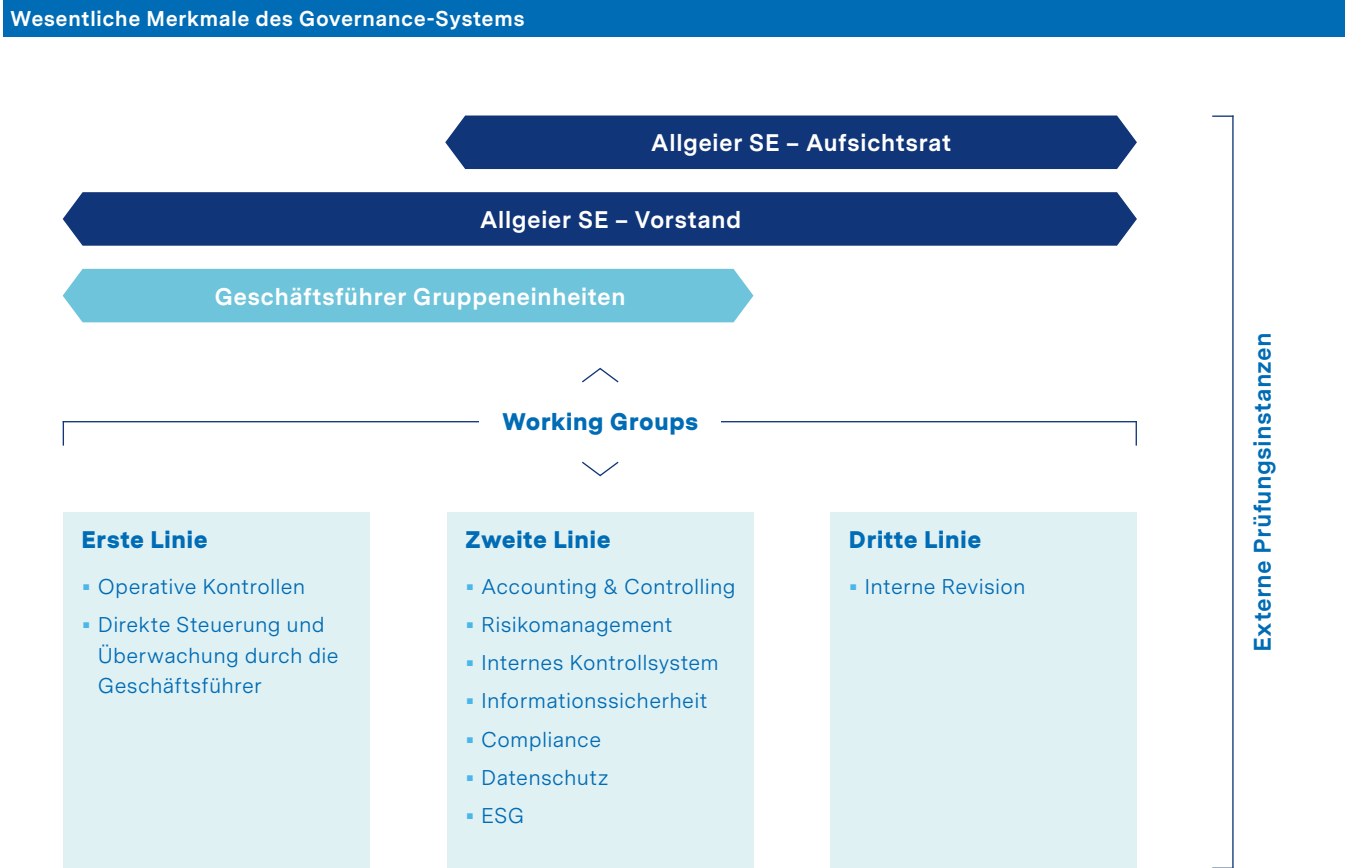 Wesentliche Merkmale des Governance-Systems
Allgeier SE – Aufsichtsrat
Allgeier SE – Vorstand
Geschäftsführer Gruppeneinheiten
Working Groups
Erste Linie
▪ Operative Kontrollen
▪ Direkte Steuerung und
Überwachung durch die
Geschäftsführer
Zweite Linie
▪ Accounting & Controlling
▪ Risikomanagement
▪ Internes Kontrollsystem
▪ Informationssicherheit
▪ Compliance
▪ Datenschutz
▪ ESG
Dritte Linie
▪ Interne Revision
Externe Prüfungsinstanzen